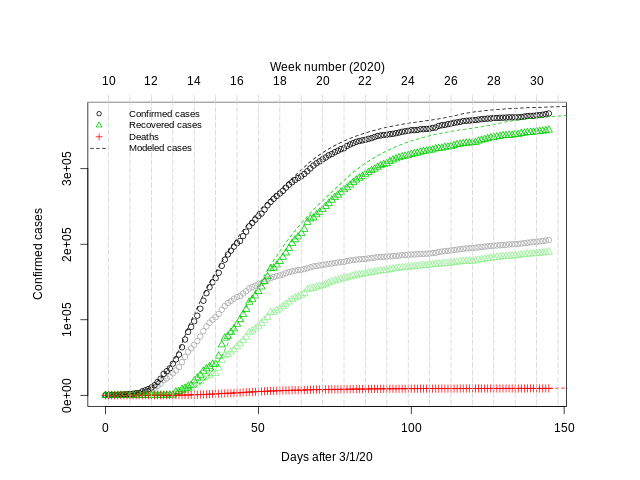 Week number (2020)
10 12 14 16 18 20 22 24 26 28 30
Confirmed cases
Recovered cases
Deaths
Modeled cases
Confirmed cases
3e+05
2e+05
1e+05
0e+00
0 50 100 150
Days after 3/1/20